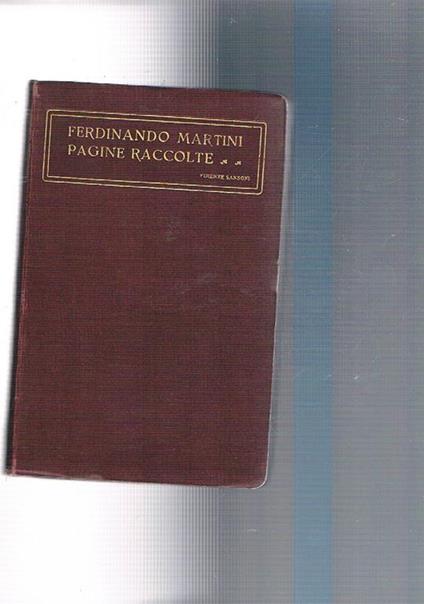 FERDINANDO MARTINI
PAGINE RACCOLTE
FIRENZE SANSONI